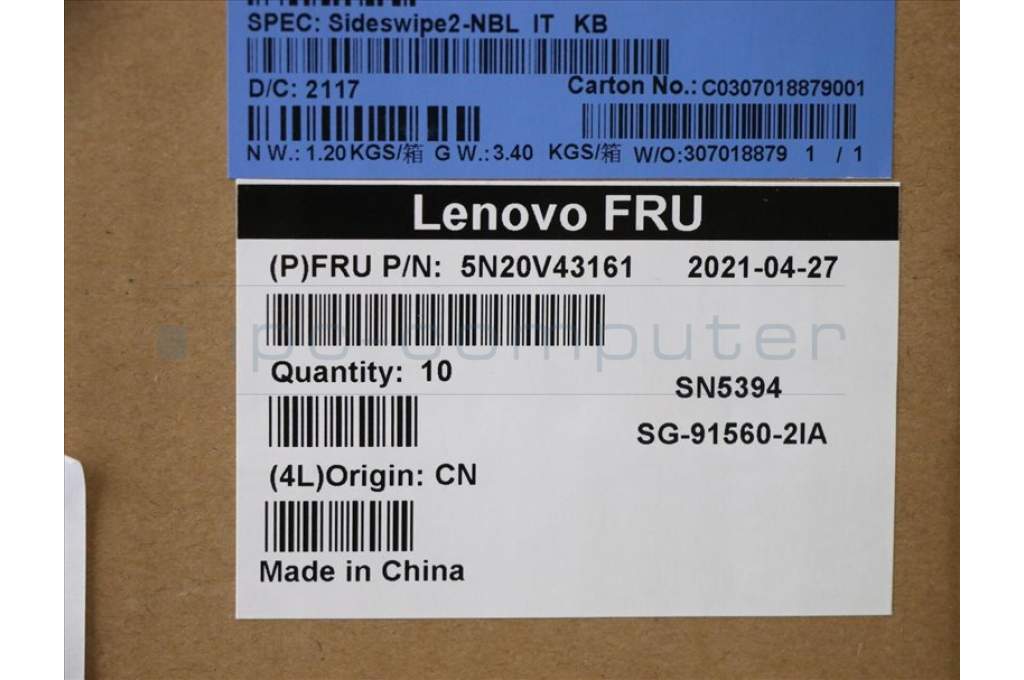 SPEC: Sideswipe2-NBL IT KB
D/C: 2117 Carton No.: C0307018879001
N W.: 1.20 KGS/箱 G W.: 3.40 KGS/箱 W/O:307018879 1 / 1
Lenovo FRU
(P)FRU P/N: 5N20V43161 2021-04-27
ipc computer
Quantity: 10
SN5394
SG-91560-2IA
(4L)Origin: CN
Made in China